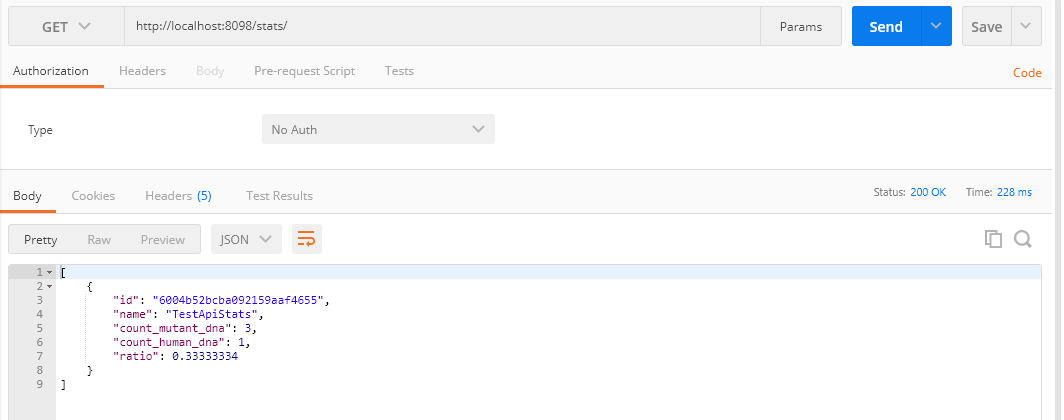 GET http://localhost:8098/stats/ Params Send Save
Authorization Headers Body Pre-request Script Tests Code
Type No Auth
Body Cookies Headers (5) Test Results Status: 200 OK Time: 228 ms
Pretty Raw Preview JSON
1 [
2 {
3 "id": "6004b52bcba092159aaf4655",
4 "name": "TestApiStats",
5 "count_mutant_dna": 3,
6 "count_human_dna": 1,
7 "ratio": 0.33333334
8 }
9 ]